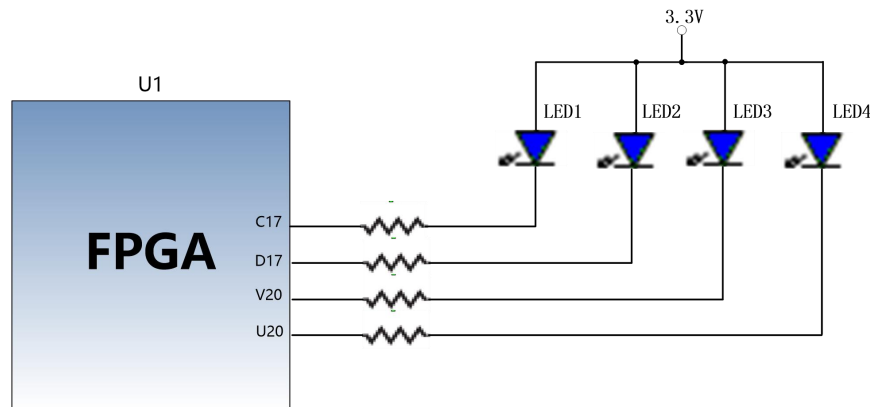 3.3V
U1
LED1
LED2
LED3
LED4
C17
FPGA
D17
V20
U20